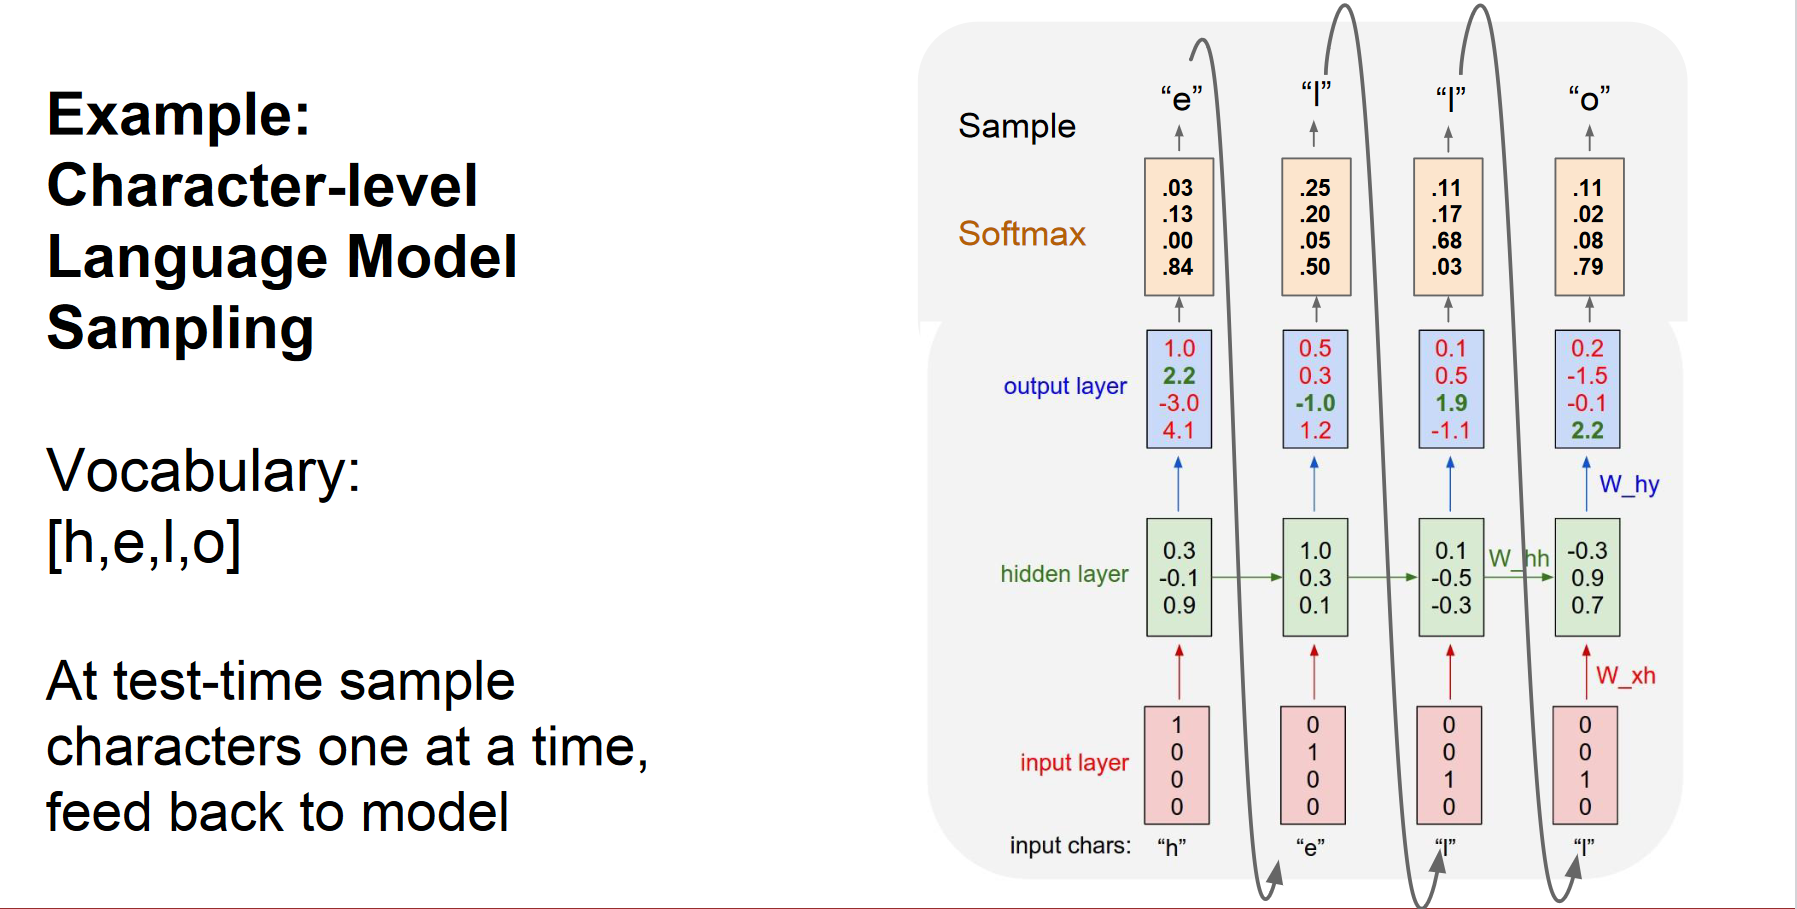 Example:
Character-level
Language Model
Sampling
Vocabulary:
[h,e,l,o]
At test-time sample
characters one at a time,
feed back to model
Sample
“e” “l” “l” “o”
Softmax
.03 .25 .11 .11
.13 .20 .17 .02
.00 .05 .68 .08
.84 .50 .03 .79
output layer
1.0 0.5 0.1 0.2
2.2 0.3 0.5 -1.5
-3.0 -1.0 1.9 -0.1
4.1 1.2 -1.1 2.2
W_hy
hidden layer
0.3 1.0 0.1 -0.3
-0.1 0.3 -0.5 0.9
0.9 0.1 -0.3 0.7
W_hh
W_xh
input layer
1 0 0 0
0 1 0 0
0 0 1 1
0 0 0 0
input chars: “h” “e” “l” “l”